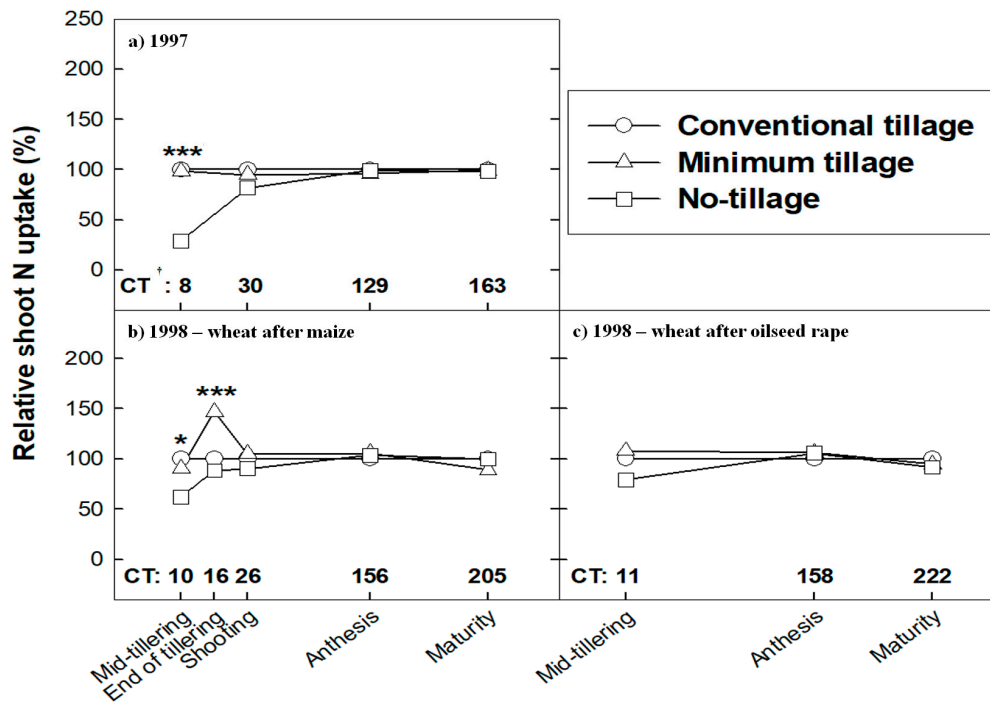 Relative shoot N uptake (%)
250
200
150
100
50
0
a) 1997
***
CT † : 8 30 129 163
Conventional tillage
Minimum tillage
No-tillage
200
150
100
50
0
b) 1998 – wheat after maize
*
***
CT: 10 16 26 156 205
c) 1998 – wheat after oilseed rape
CT: 11 158 222
Mid-tillering
End of tillering
Shooting
Anthesis
Maturity
Mid-tillering
Anthesis
Maturity